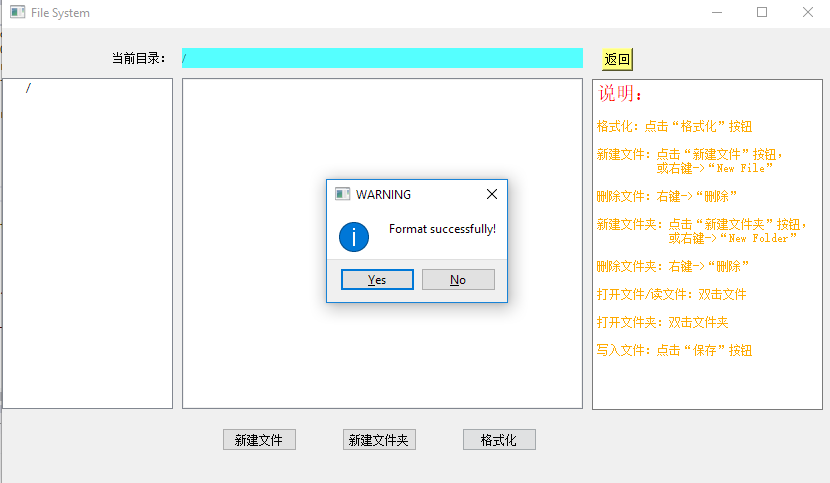 File System
当前目录：
/
返回
/
说明：
格式化：点击“格式化”按钮
新建文件：点击“新建文件”按钮，
或右键->“New File”
删除文件：右键->“删除”
新建文件夹：点击“新建文件夹”按钮，
或右键->“New Folder”
删除文件夹：右键->“删除”
打开文件/读文件：双击文件
打开文件夹：双击文件夹
写入文件：点击“保存”按钮
WARNING
Format successfully!
Yes
No
新建文件
新建文件夹
格式化